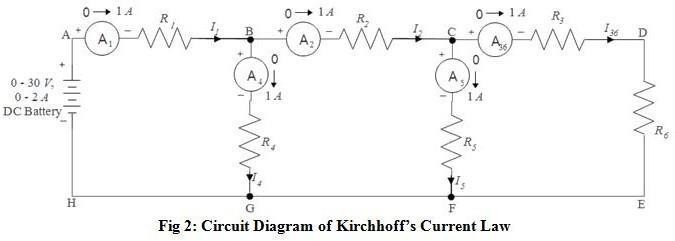 0 → 1 A
R1
I1
0 → 1 A
R2
I2
0 → 1 A
R3
I36
A + A1 −
B + A2 −
C + A36 −
D
+
0 - 30 V,
0 - 2 A
DC Battery
−
+ A4 −
0 ↓ 1 A
+ A5 −
0 ↓ 1 A
R4
R5
R6
I4
I5
H
G
F
E
Fig 2: Circuit Diagram of Kirchhoff's Current Law